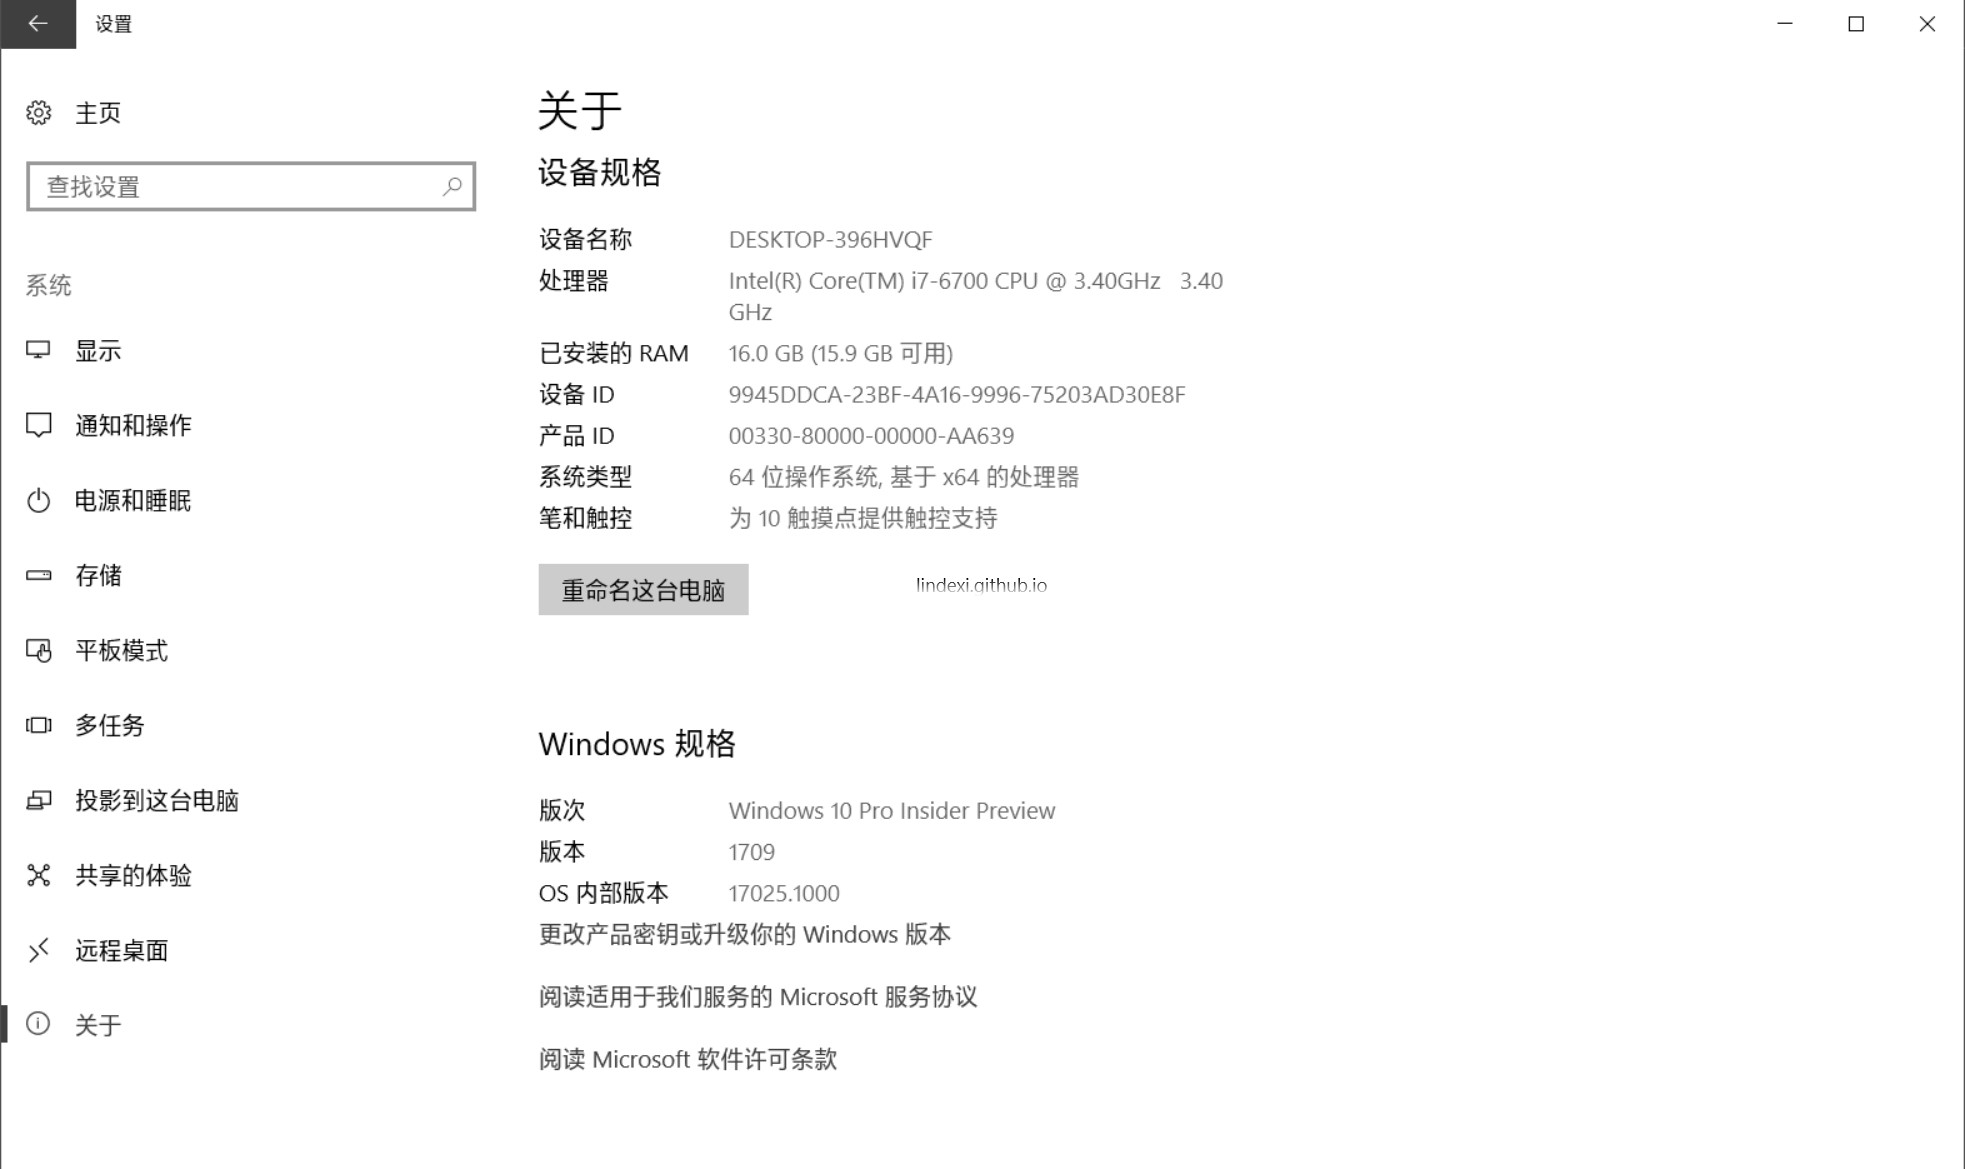 设置
主页
查找设置
系统
显示
通知和操作
电源和睡眠
存储
平板模式
多任务
投影到这台电脑
共享的体验
远程桌面
关于
关于
设备规格
设备名称 DESKTOP-396HVQF
处理器 Intel(R) Core(TM) i7-6700 CPU @ 3.40GHz 3.40
GHz
已安装的 RAM 16.0 GB (15.9 GB 可用)
设备 ID 9945DDCA-23BF-4A16-9996-75203AD30E8F
产品 ID 00330-80000-00000-AA639
系统类型 64 位操作系统, 基于 x64 的处理器
笔和触控 为 10 触摸点提供触控支持
重命名这台电脑
lindexi.github.io
Windows 规格
版次 Windows 10 Pro Insider Preview
版本 1709
OS 内部版本 17025.1000
更改产品密钥或升级你的 Windows 版本
阅读适用于我们服务的 Microsoft 服务协议
阅读 Microsoft 软件许可条款